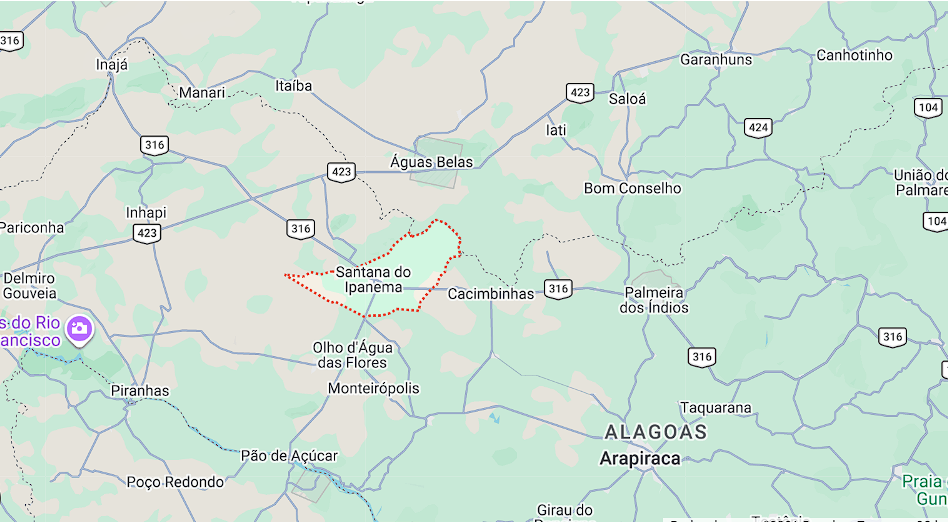 316
Inajá
Manari
Itaíba
Garanhuns
Canhotinho
423
Saloá
104
Iati
424
316
423
Águas Belas
Bom Conselho
União do
Palmare
Inhapi
Pariconha
423
316
104
Delmiro
Gouveia
Santana do
Ipanema
Cacimbinhas
316
Palmeira
dos Índios
s do Rio
ancisco
Olho d'Água
das Flores
316
316
Piranhas
Monteirópolis
Taquarana
ALAGOAS
Arapiraca
Pão de Açúcar
Poço Redondo
Praia
Gun
Girau do